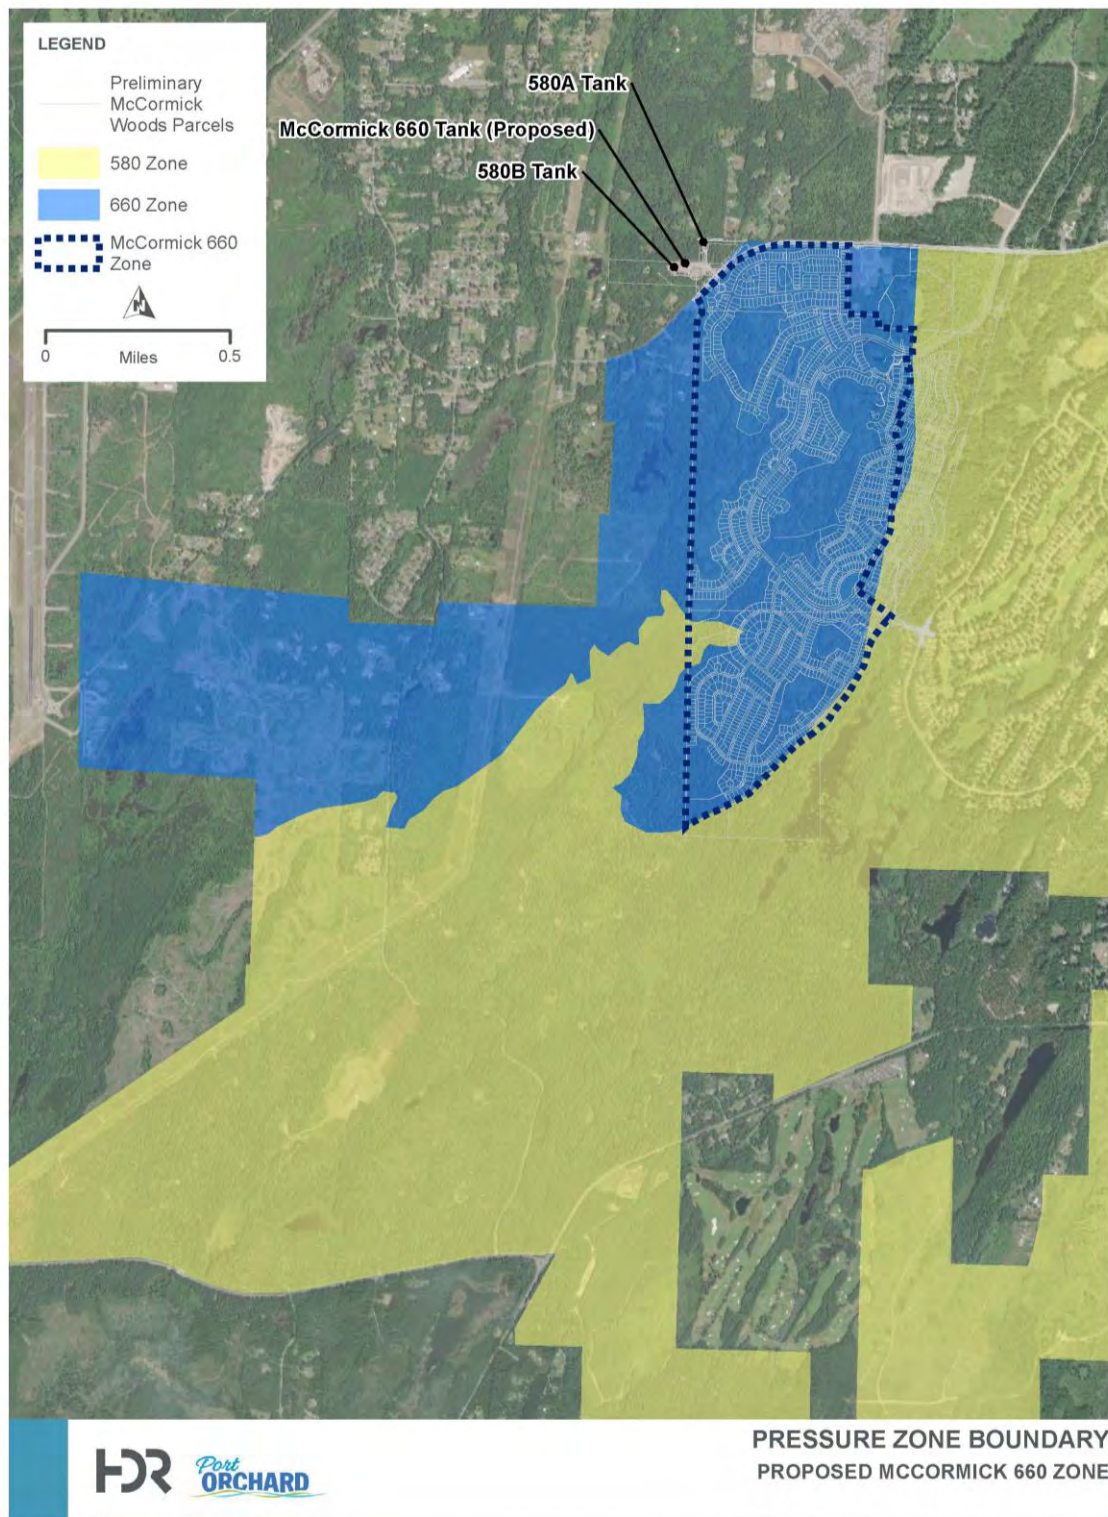 LEGEND
Preliminary
McCormick
Woods Parcels
580 Zone
660 Zone
McCormick 660
Zone
N
0 0.5
Miles
580A Tank
McCormick 660 Tank (Proposed)
580B Tank
HDR
Port
ORCHARD
PRESSURE ZONE BOUNDARY
PROPOSED MCCORMICK 660 ZONE